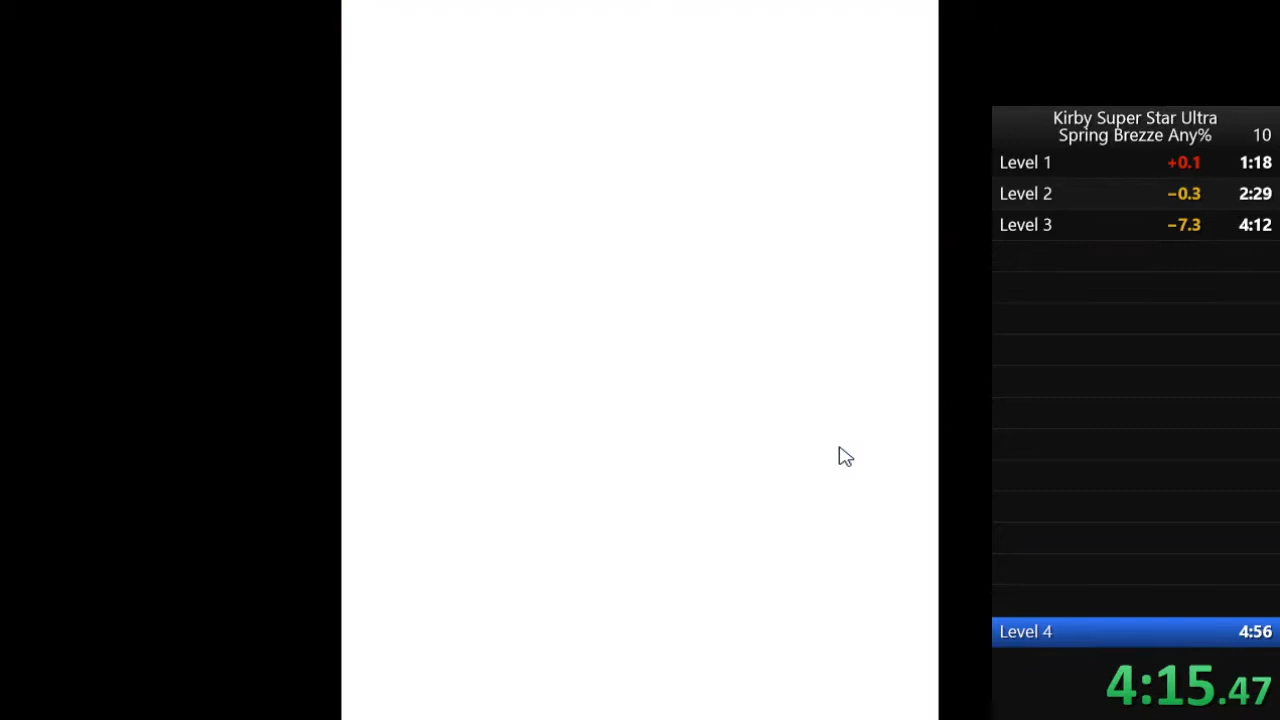 Kirby Super Star Ultra
Spring Brezze Any% 10
Level 1 +0.1 1:18
Level 2 −0.3 2:29
Level 3 −7.3 4:12
Level 4 4:56
4:15.47